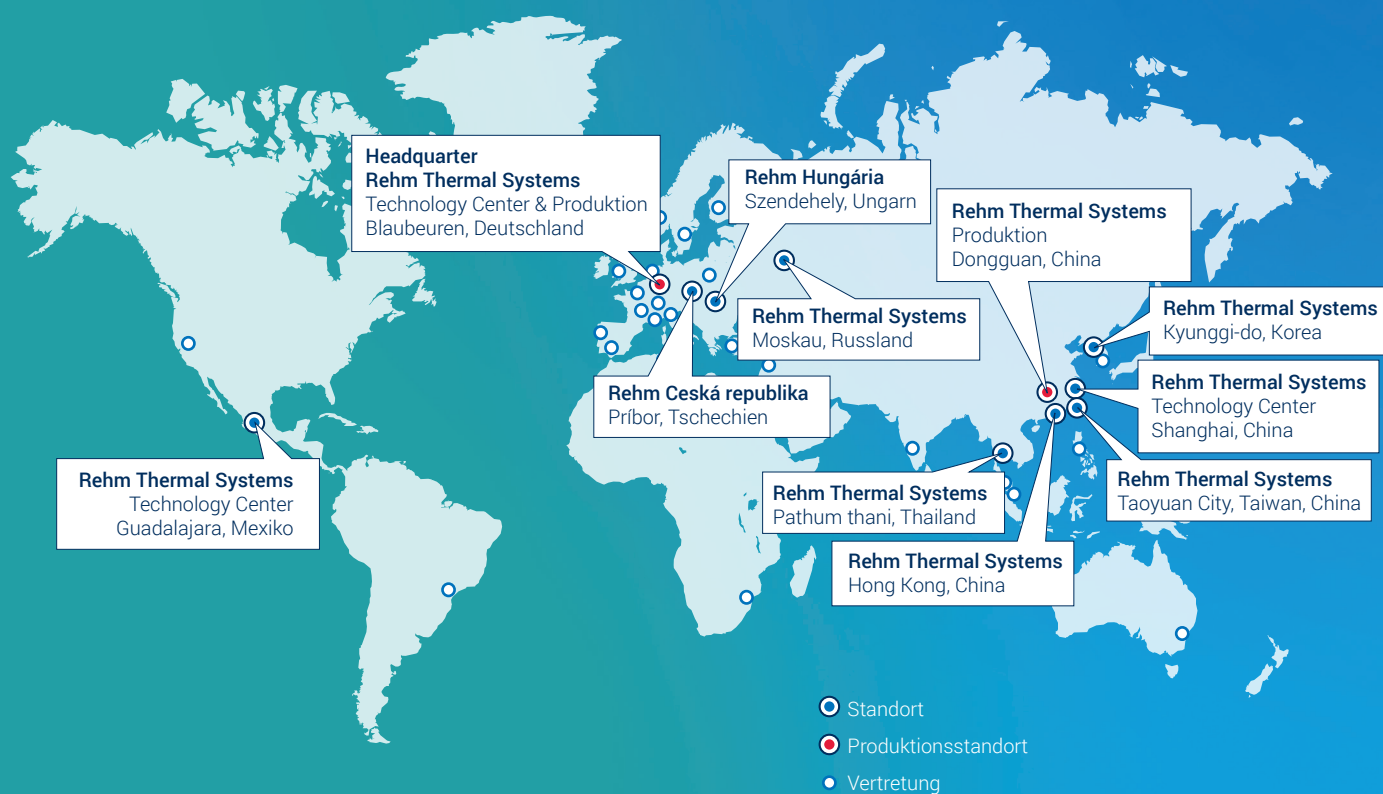 Headquarter
Rehm Thermal Systems
Technology Center & Produktion
Blaubeuren, Deutschland
Rehm Hungária
Szendehely, Ungarn
Rehm Thermal Systems
Produktion
Dongguan, China
Rehm Thermal Systems
Moskau, Russland
Rehm Thermal Systems
Kyunggi-do, Korea
Rehm Ceská republika
Príbor, Tschechien
Rehm Thermal Systems
Technology Center
Shanghai, China
Rehm Thermal Systems
Technology Center
Guadalajara, Mexiko
Rehm Thermal Systems
Pathum thani, Thailand
Rehm Thermal Systems
Taoyuan City, Taiwan, China
Rehm Thermal Systems
Hong Kong, China
Standort
Produktionsstandort
Vertretung